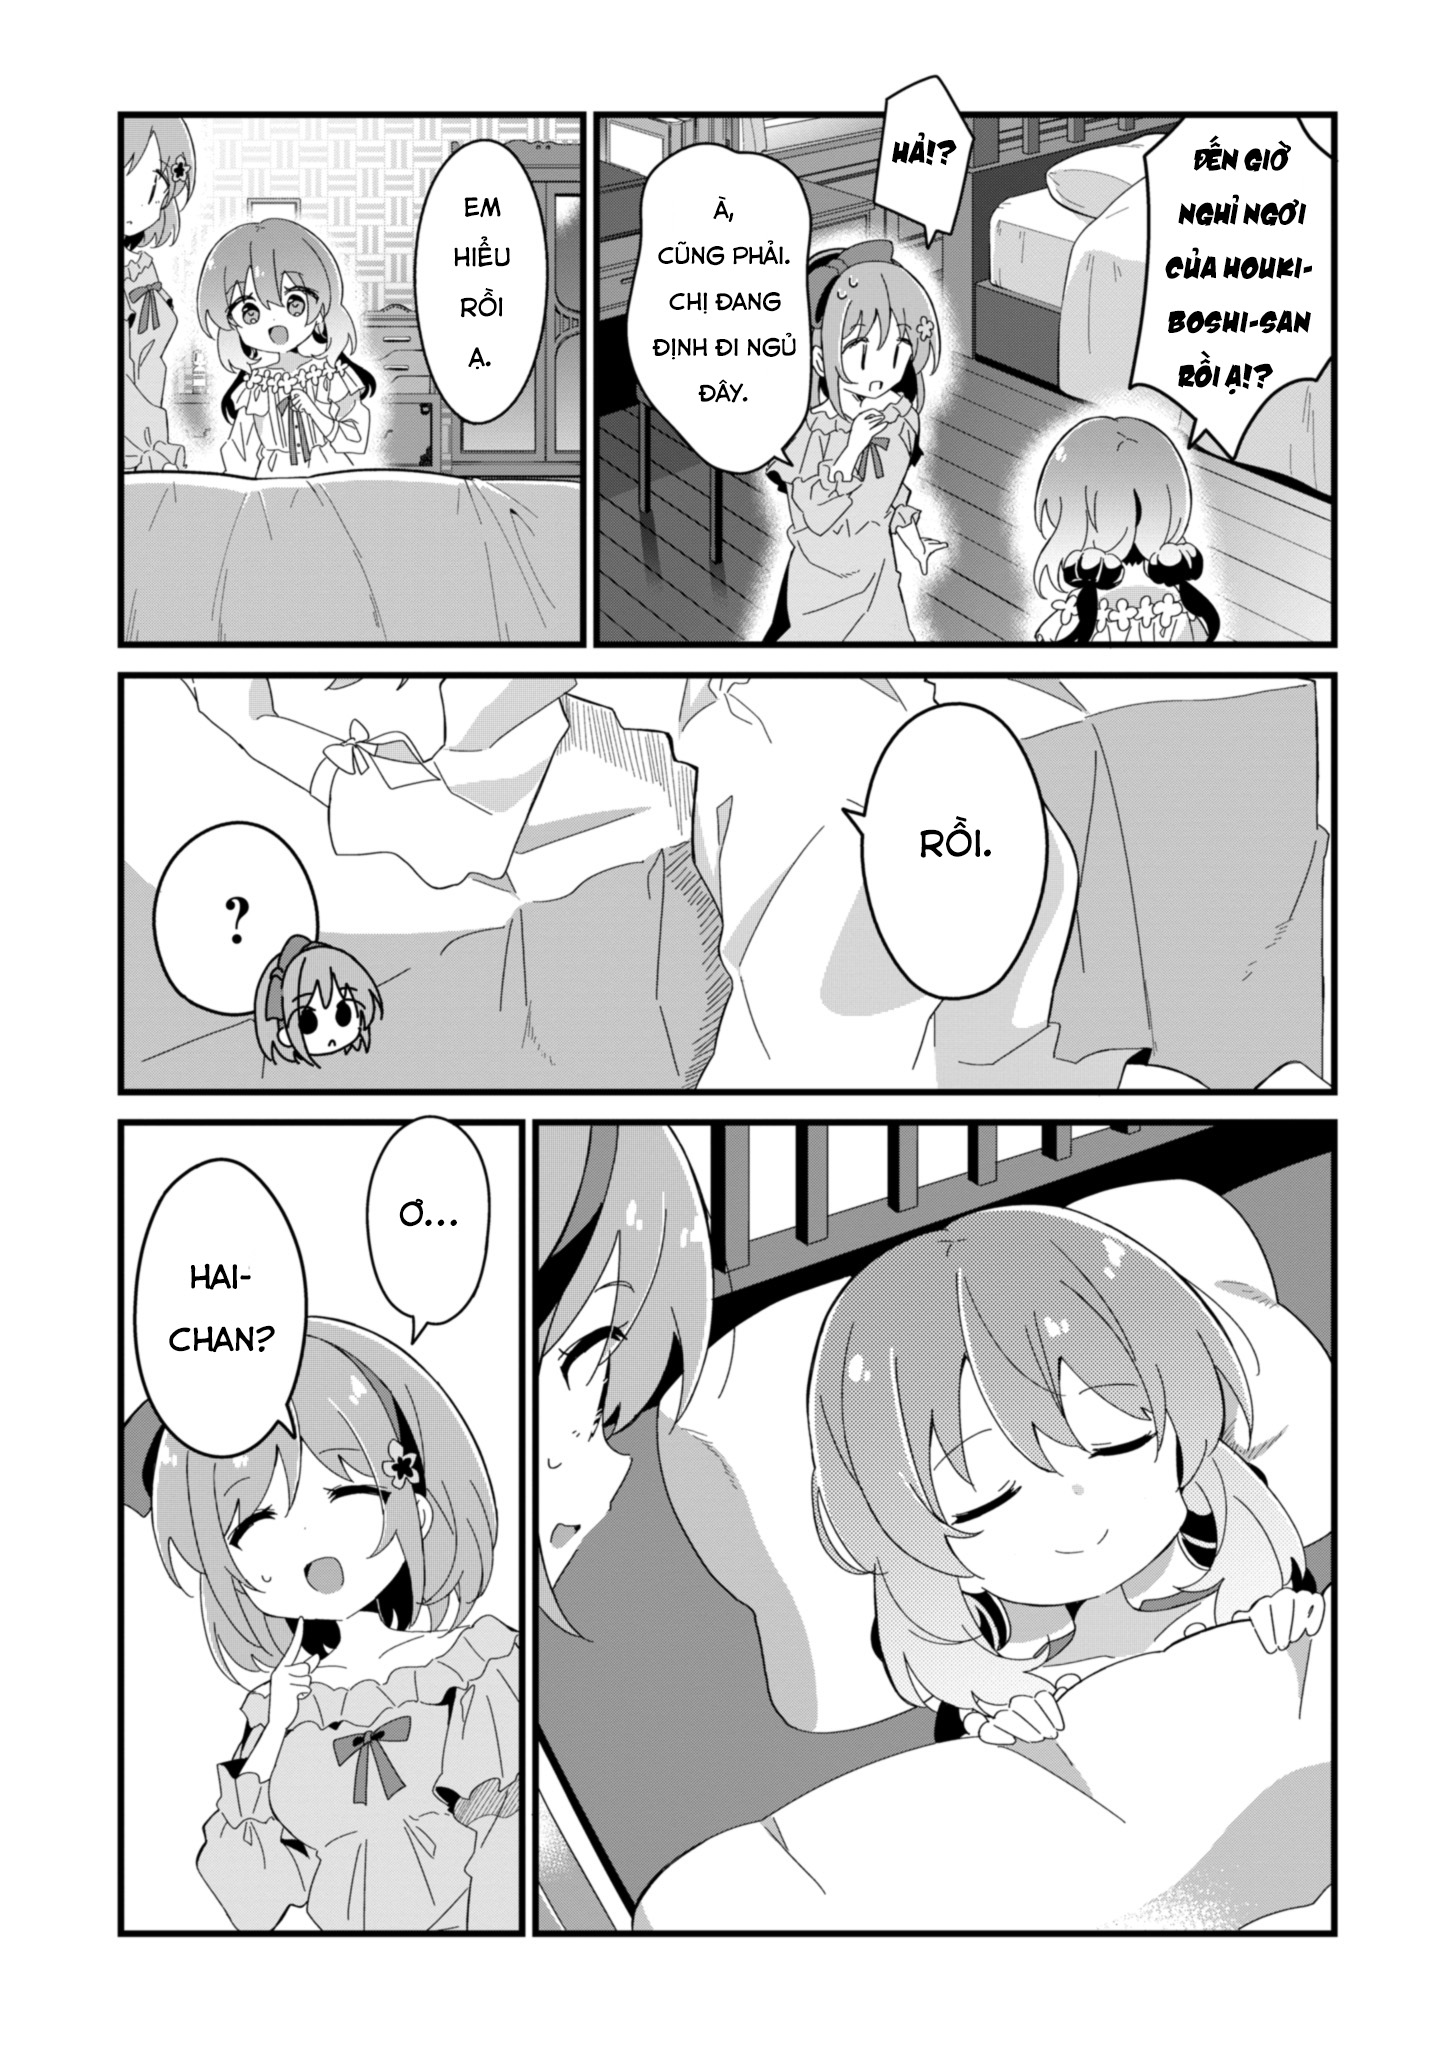 ĐẾN GIỜ
NGHỈ NGƠI
CỦA HOUKI-
BOSHI-SAN
RỒI Ạ!?
HẢ!?
À,
CŨNG PHẢI.
CHỊ ĐANG
ĐỊNH ĐI NGỦ
ĐÂY.
EM
HIỂU
RỒI
Ạ.
RỒI.
?
Ơ...
HAI-
CHAN?